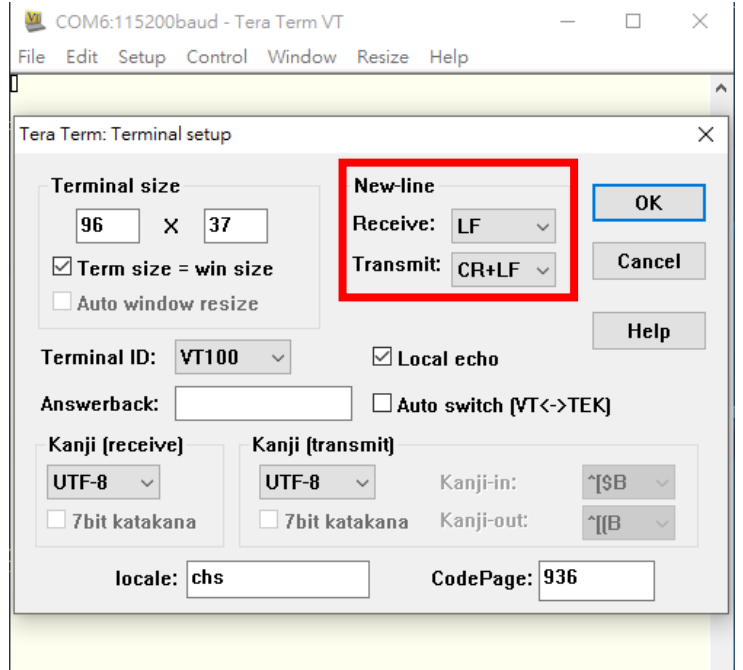 COM6:115200baud - Tera Term VT
File Edit Setup Control Window Resize Help
Tera Term: Terminal setup
Terminal size
96 X 37
Term size = win size
Auto window resize
New-line
Receive: LF
Transmit: CR+LF
OK
Cancel
Help
Terminal ID: VT100
Local echo
Answerback:
Auto switch (VT<->TEK)
Kanji (receive)
UTF-8
7bit katakana
Kanji (transmit)
UTF-8
7bit katakana
Kanji-in: ^[$B
Kanji-out: ^[(B
locale: chs
CodePage: 936